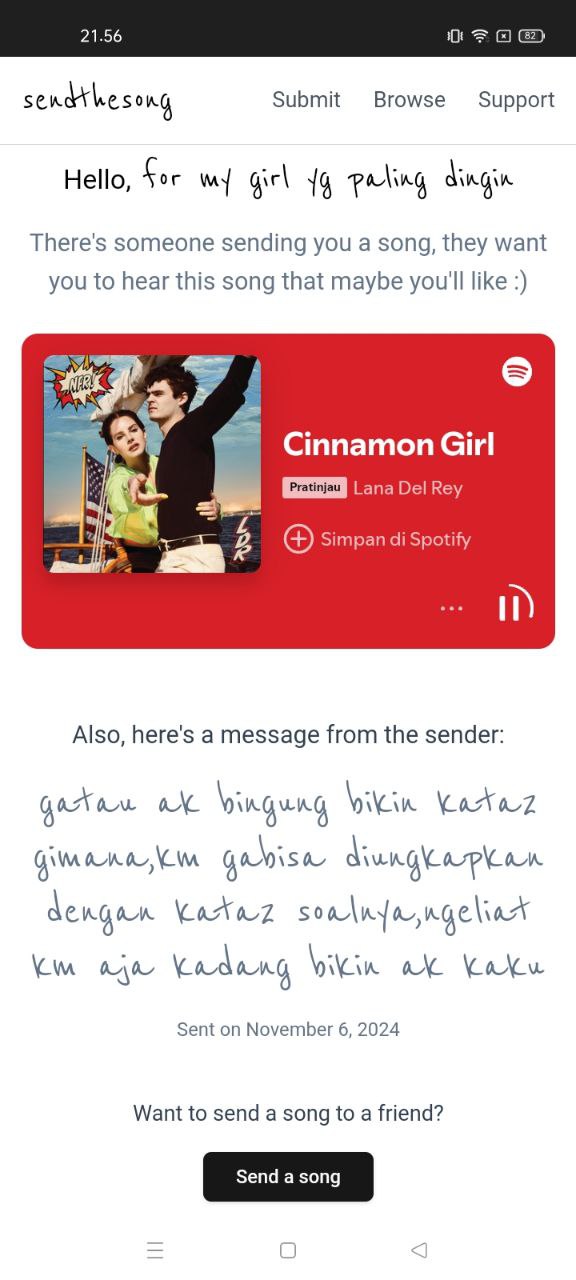 21.56
82
sendthesong
Submit Browse Support
Hello, for my girl yg paling dingin
There's someone sending you a song, they want
you to hear this song that maybe you'll like :)
NFR!
LDR
Cinnamon Girl
Pratinjau Lana Del Rey
Simpan di Spotify
Also, here's a message from the sender:
gatau ak bingung bikin kataz
gimana,km gabisa diungkapkan
dengan kataz soalnya,ngeliat
km aja kadang bikin ak kaku
Sent on November 6, 2024
Want to send a song to a friend?
Send a song